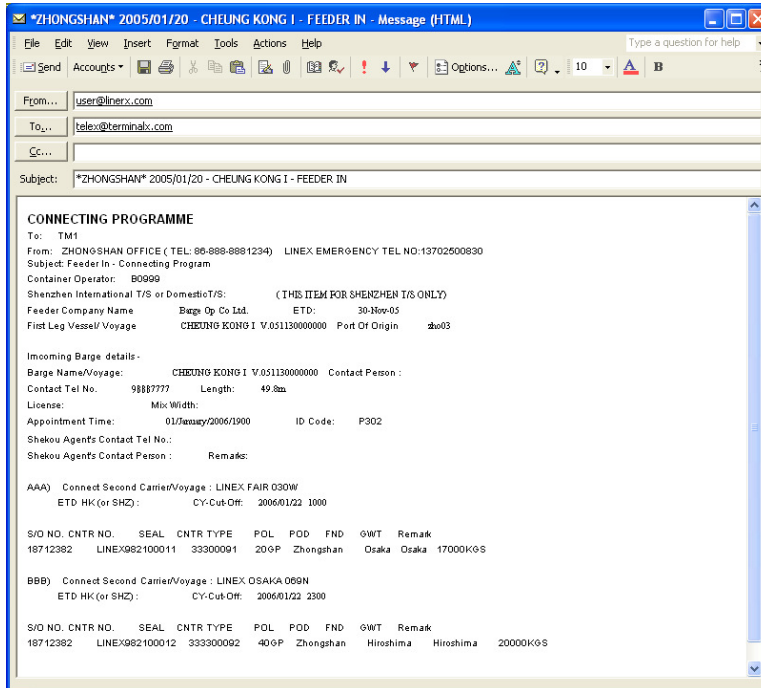 *ZHONGSHAN* 2005/01/20 - CHEUNG KONG I - FEEDER IN - Message (HTML)
File Edit View Insert Format Tools Actions Help Type a question for help
Send Accounts Options... 10 A B
From... user@linerx.com
To... telex@terminalx.com
Cc...
Subject: *ZHONGSHAN* 2005/01/20 - CHEUNG KONG I - FEEDER IN
CONNECTING PROGRAMME
To: TM1
From: ZHONGSHAN OFFICE ( TEL: 86-888-8881234) LINEX EMERGENCY TEL NO:13702500830
Subject: Feeder In - Connecting Program
Container Operator: B0999
Shenzhen International T/S or DomesticT/S: ( THIS ITEM FOR SHENZHEN T/S ONLY)
Feeder Company Name Barge Op Co Ltd. ETD: 30-Nov-05
First Leg Vessel/ Voyage CHEUNG KONG I V.051130000000 Port Of Origin zho03
Imcoming Barge details -
Barge Name/Voyage: CHEUNG KONG I V.051130000000 Contact Person :
Contact Tel No. 98887777 Length: 49.8m
License: Mix Width:
Appointment Time: 01/January/2006/1900 ID Code: P302
Shekou Agent's Contact Tel No.:
Shekou Agent's Contact Person : Remarks:
AAA) Connect Second Carrier/Voyage : LINEX FAIR 030W
ETD HK (or SHZ) : CY-Cut-Off: 2006/01/22 1000
S/O NO. CNTR NO. SEAL CNTR TYPE POL POD FND GWT Remark
18712382 LINEX982100011 33300091 20GP Zhongshan Osaka Osaka 17000KGS
BBB) Connect Second Carrier/Voyage : LINEX OSAKA 069N
ETD HK (or SHZ) : CY-Cut-Off: 2006/01/22 2300
S/O NO. CNTR NO. SEAL CNTR TYPE POL POD FND GWT Remark
18712382 LINEX982100012 333300092 40GP Zhongshan Hiroshima Hiroshima 20000KGS